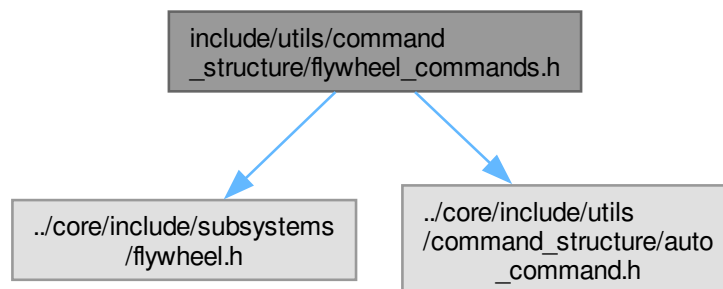 include/utils/command
_structure/flywheel_commands.h
../core/include/subsystems
/flywheel.h
../core/include/utils
/command_structure/auto
_command.h